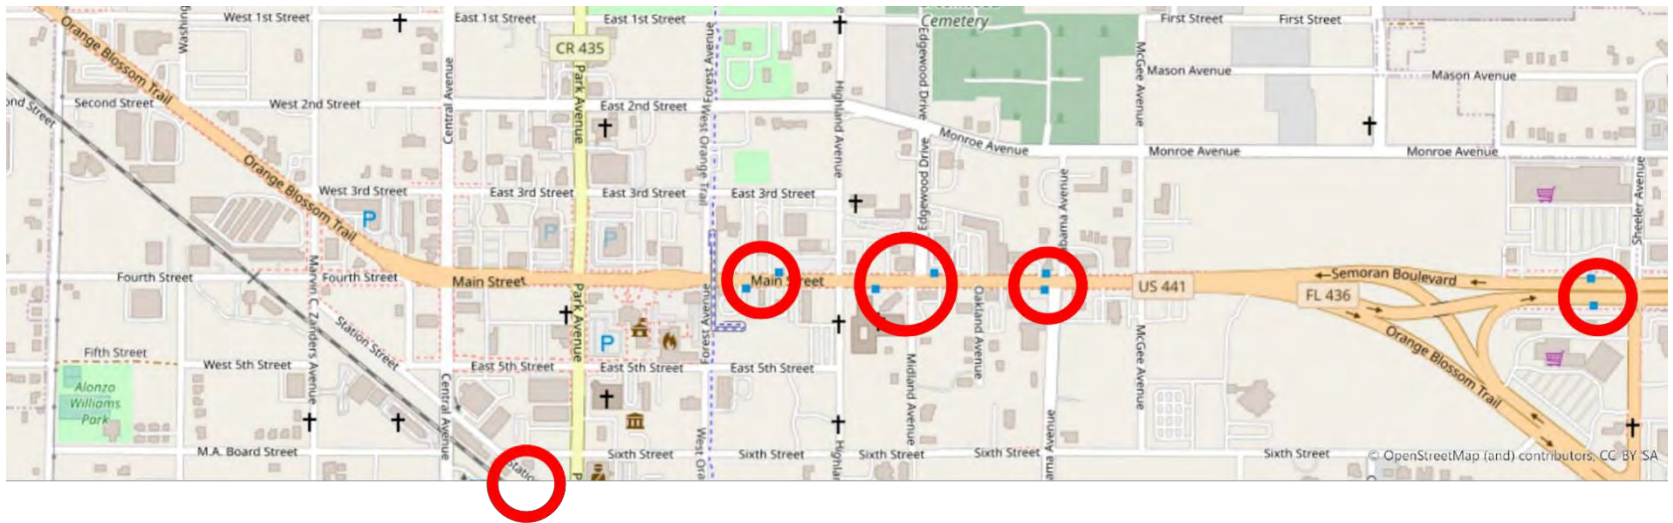 West 1st Street
East 1st Street
East 1st Street
Cemetery
First Street
First Street
Orange Blossom Trail
CR 435
Park Avenue
Forest Avenue
Edgewood Drive
McGee Avenue
Mason Avenue
Mason Avenue
Second Street
West 2nd Street
East 2nd Street
Central Avenue
Highland Avenue
Monroe Avenue
Monroe Avenue
Monroe Avenue
West Orange Trail
Orange Blossom Trail
West 3rd Street
East 3rd Street
East 3rd Street
East 3rd Street
Edgewood Drive
Sheeler Avenue
P
P
P
Fourth Street
Fourth Street
Main Street
Main Street
US 441
Semoran Boulevard
FL 436
Marvin C. Zanders Avenue
Station Street
Park Avenue
Forest Avenue
Oakland Avenue
McGee Avenue
Orange Blossom Trail
Fifth Street
West 5th Street
East 5th Street
East 5th Street
East 5th Street
P
Midland Avenue
Alonzo
Williams
Park
Central Avenue
M.A. Board Street
Sixth Street
Sixth Street
Sixth Street
Sixth Street
Sixth Street
© OpenStreetMap (and) contributors, CC BY SA